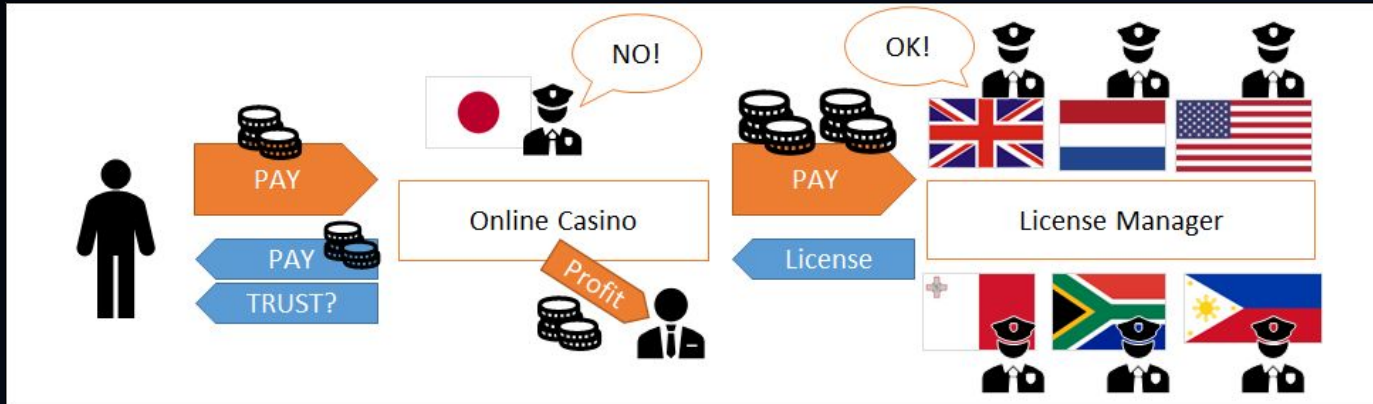 NO!
OK!
PAY
PAY
TRUST?
Online Casino
Profit
PAY
License
License Manager